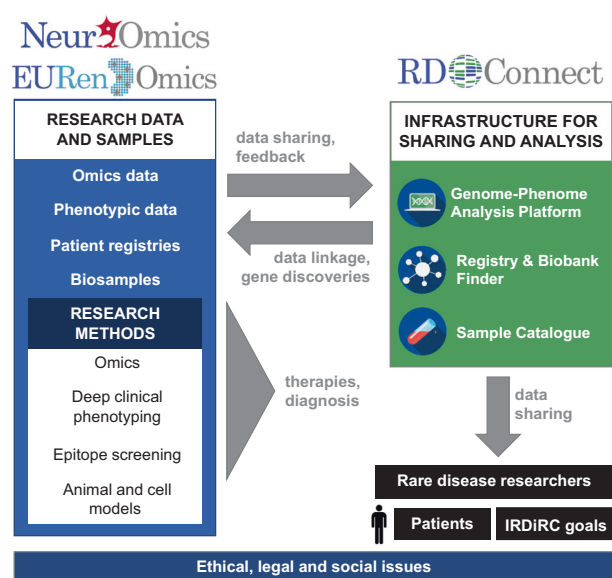 NeurOmics
EURenOmics
RESEARCH DATA
AND SAMPLES
Omics data
Phenotypic data
Patient registries
Biosamples
RESEARCH
METHODS
Omics
Deep clinical
phenotyping
Epitope screening
Animal and cell
models
data sharing,
feedback
data linkage,
gene discoveries
therapies,
diagnosis
RD Connect
INFRASTRUCTURE FOR
SHARING AND ANALYSIS
Genome-Phenome
Analysis Platform
Registry & Biobank
Finder
Sample Catalogue
data
sharing
Rare disease researchers
Patients
IRDiRC goals
Ethical, legal and social issues